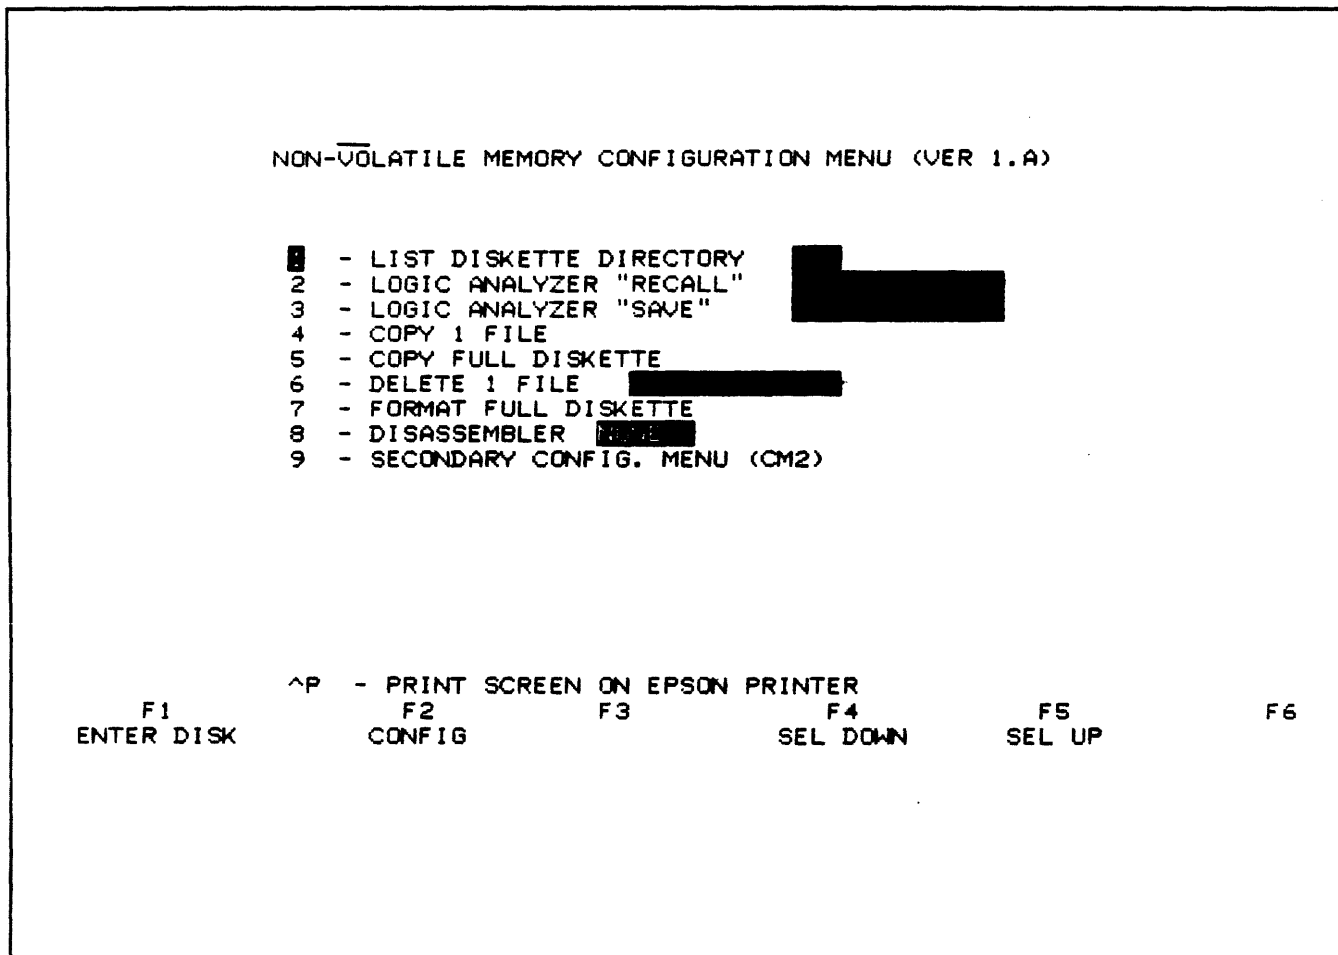 NON-VOLATILE MEMORY CONFIGURATION MENU (VER 1.A)
1 - LIST DISKETTE DIRECTORY
2 - LOGIC ANALYZER "RECALL"
3 - LOGIC ANALYZER "SAVE"
4 - COPY 1 FILE
5 - COPY FULL DISKETTE
6 - DELETE 1 FILE
7 - FORMAT FULL DISKETTE
8 - DISASSEMBLER NONE
9 - SECONDARY CONFIG. MENU (CM2)
^P - PRINT SCREEN ON EPSON PRINTER
F1 F2 F3 F4 F5 F6
ENTER DISK CONFIG SEL DOWN SEL UP